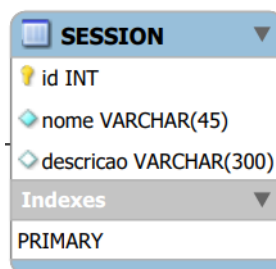 SESSION
id INT
nome VARCHAR(45)
descricao VARCHAR(300)
Indexes
PRIMARY